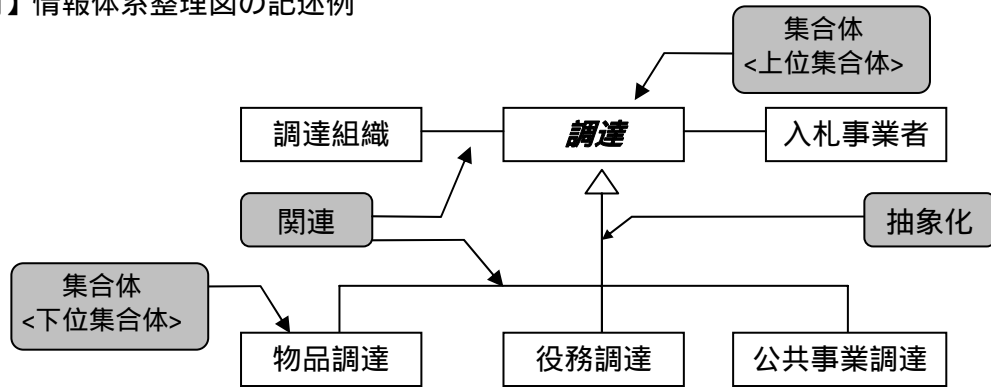 】情報体系整理図の記述例
集合体
<上位集合体>
調達組織
調達
入札事業者
関連
抽象化
集合体
<下位集合体>
物品調達
役務調達
公共事業調達